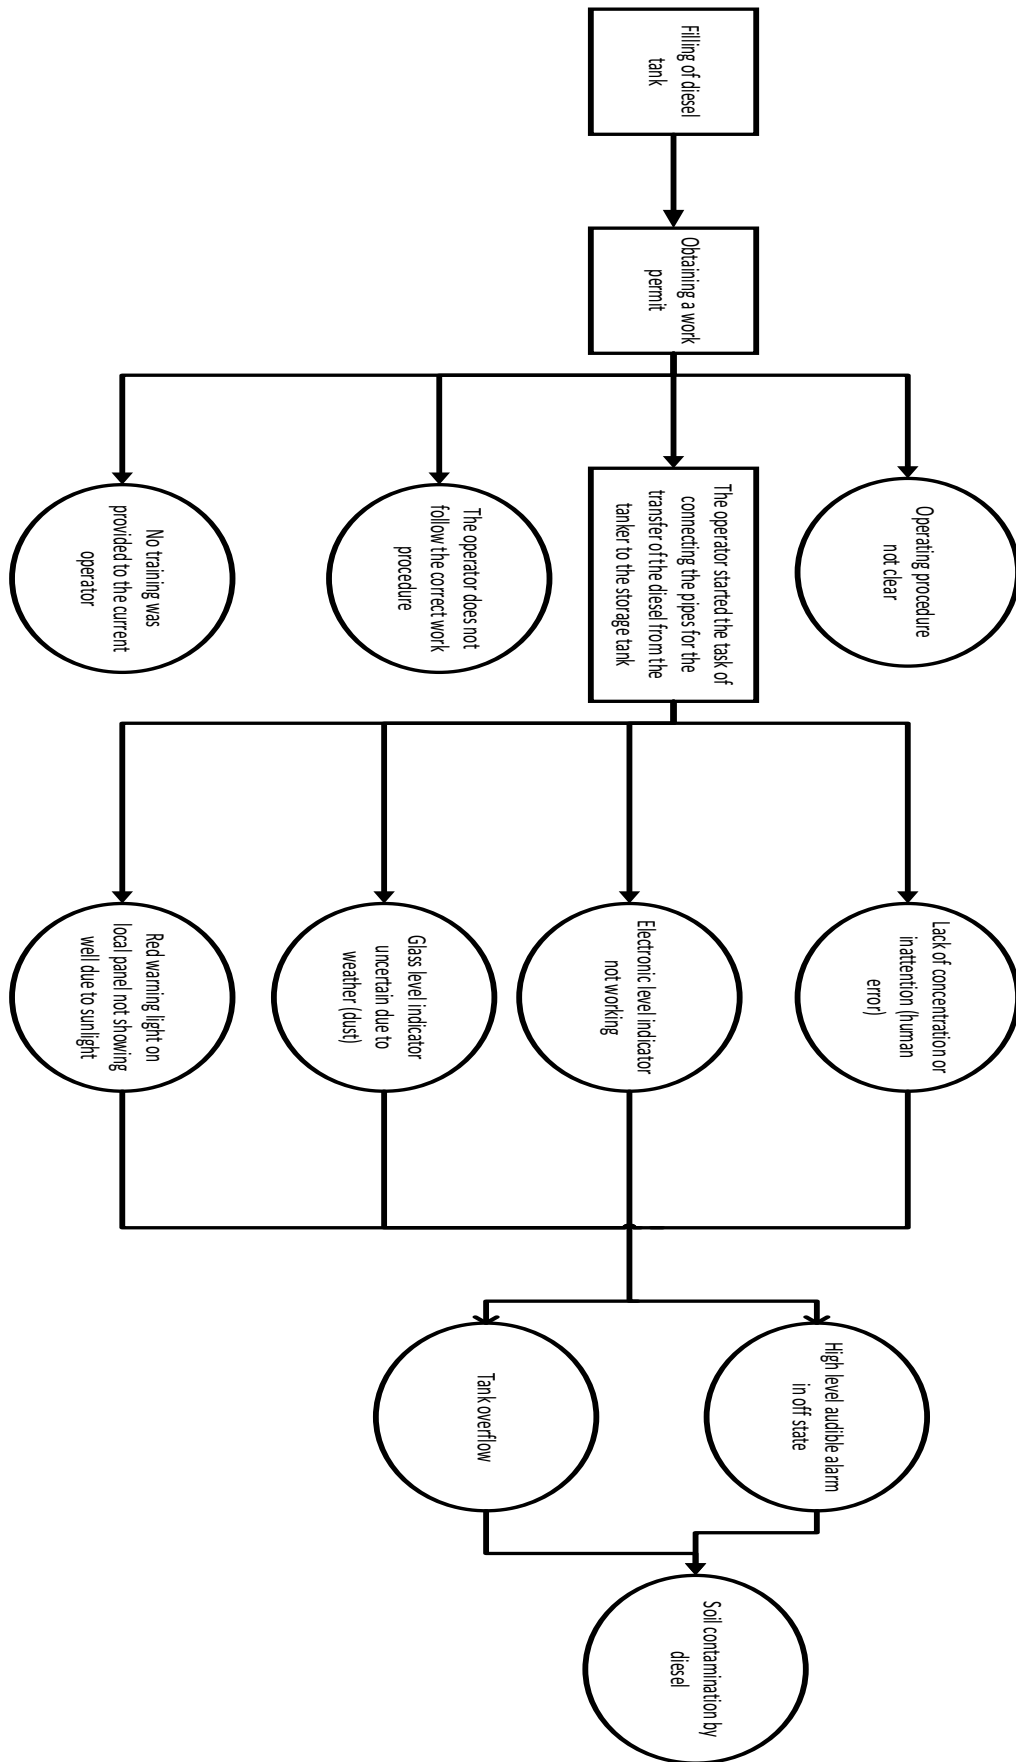 Filling of diesel
tank
Obtaining a work
permit
Operating procedure
not clear
The operator started the task of
connecting the pipes for the
transfer of the diesel from the
tanker to the storage tank
The operator does not
follow the correct work
procedure
No training was
provided to the current
operator
Lack of concentration or
inattention (human
error)
Electronic level indicator
not working
Glass level indicator
uncertain due to
weather (dust)
Red warning light on
local panel not showing
well due to sunlight
High level audible alarm
in off state
Tank overflow
Soil contamination by
diesel